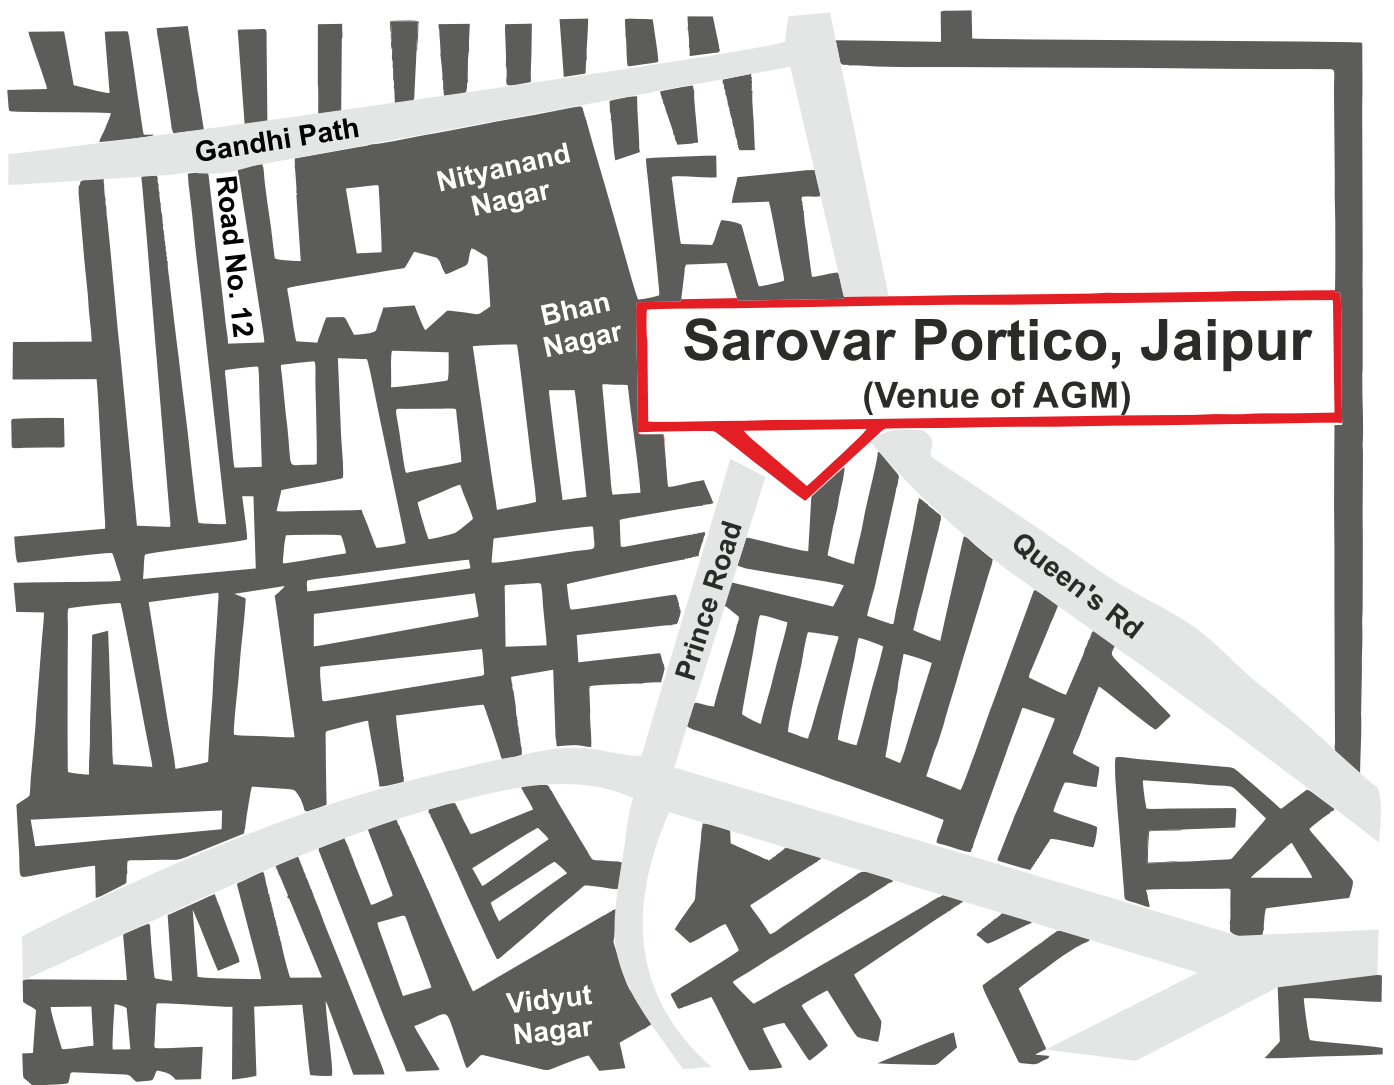 Gandhi Path
Nityanand
Nagar
Road No. 12
Bhan
Nagar
Sarovar Portico, Jaipur
(Venue of AGM)
Prince Road
Queen's Rd
Vidyut
Nagar